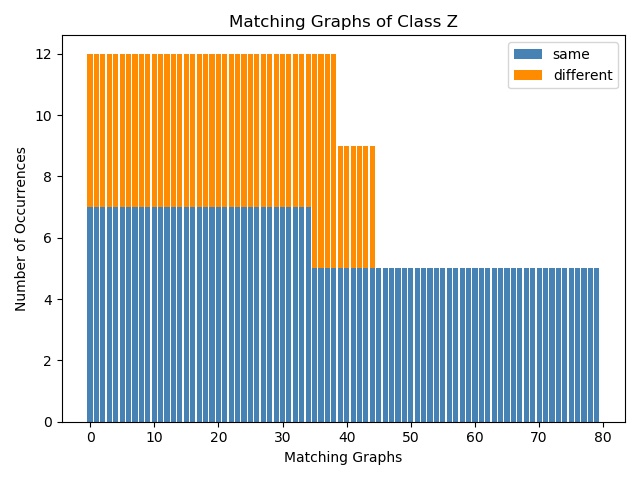 Matching Graphs of Class Z
same
different
Number of Occurrences
12
10
8
6
4
2
0
0 10 20 30 40 50 60 70 80
Matching Graphs